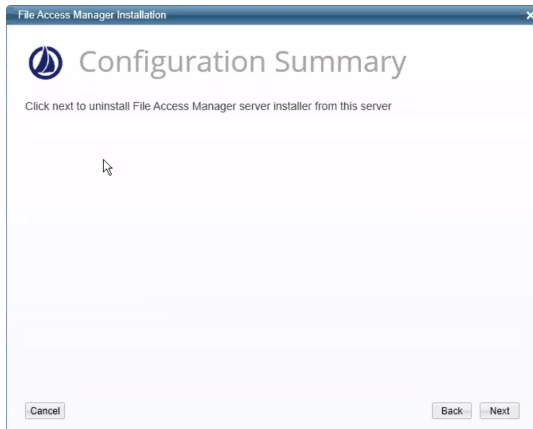 File Access Manager Installation
Configuration Summary
Click next to uninstall File Access Manager server installer from this server
Cancel
Back
Next